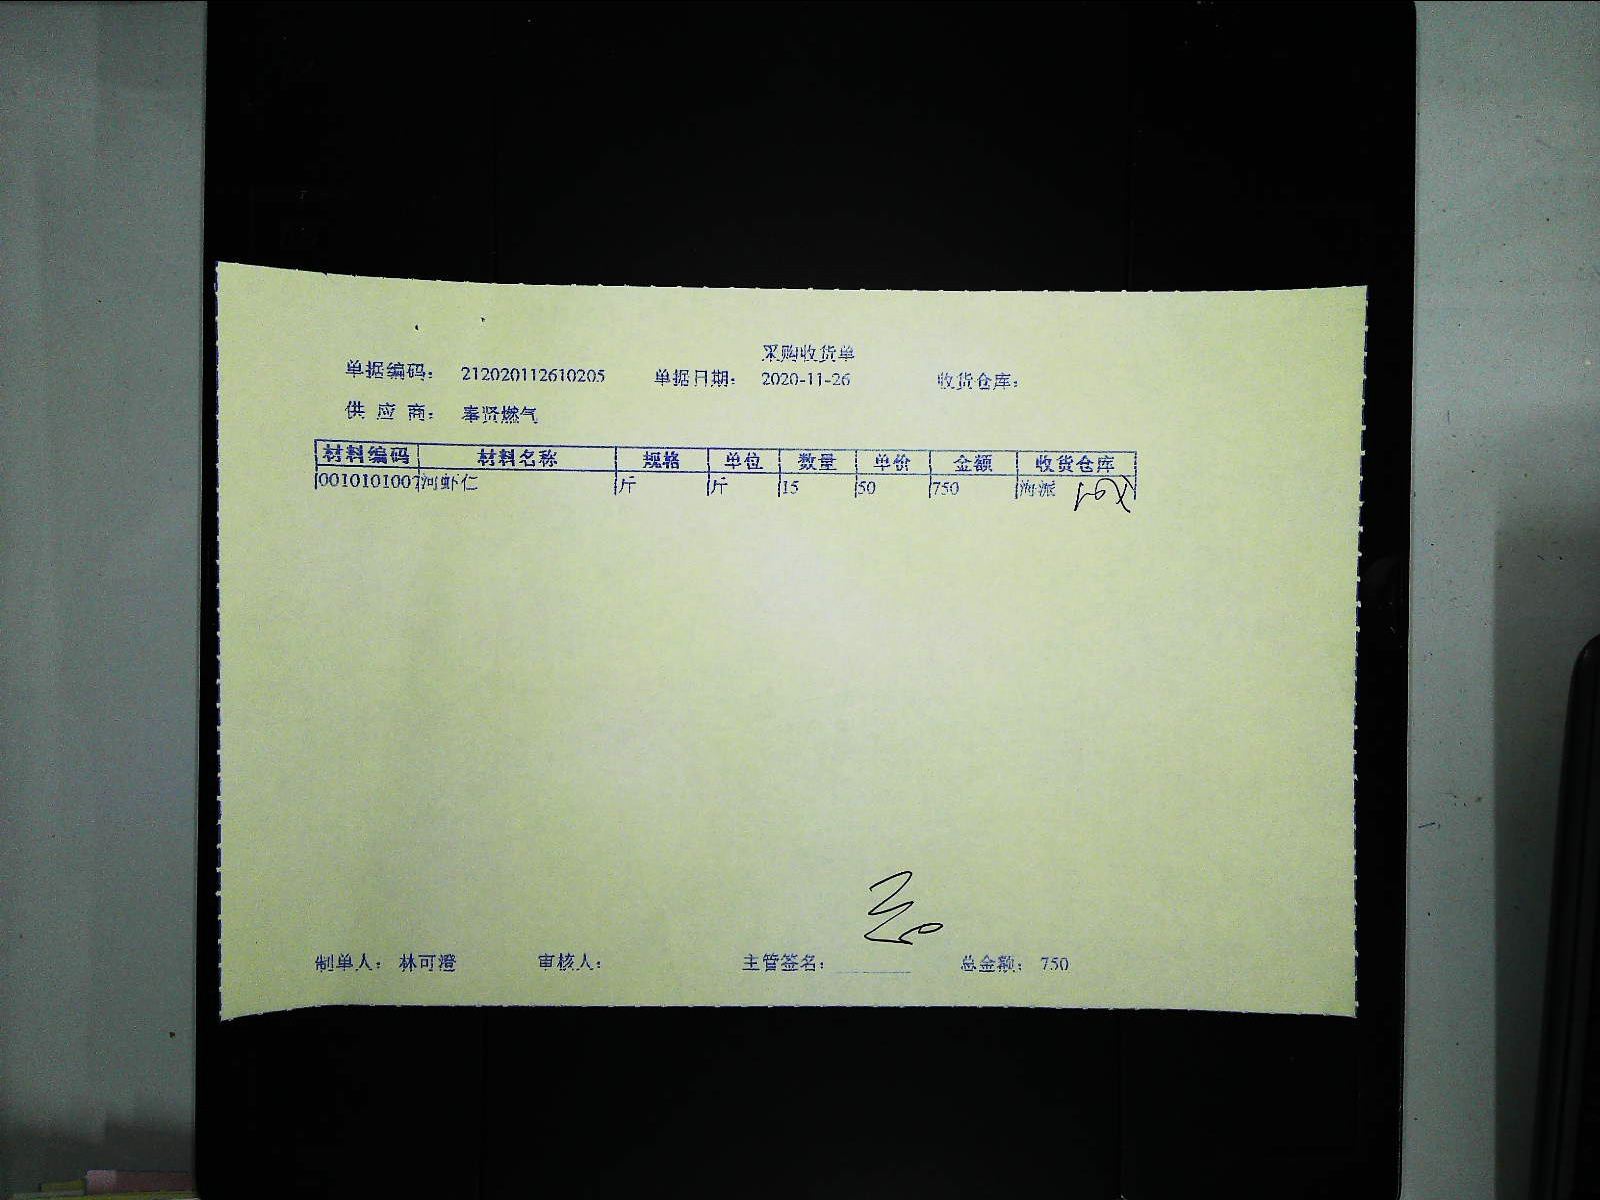 采购收货单
单据编码： 212020112610205 单据日期： 2020-11-26 收货仓库：
供 应 商： 奉贤燃气
材料编码 材料名称 规格 单位 数量 单价 金额 收货仓库
0010101007 河虾仁 斤 斤 15 50 750 海派
制单人： 林可澄 审核人： 主管签名： 总金额： 750